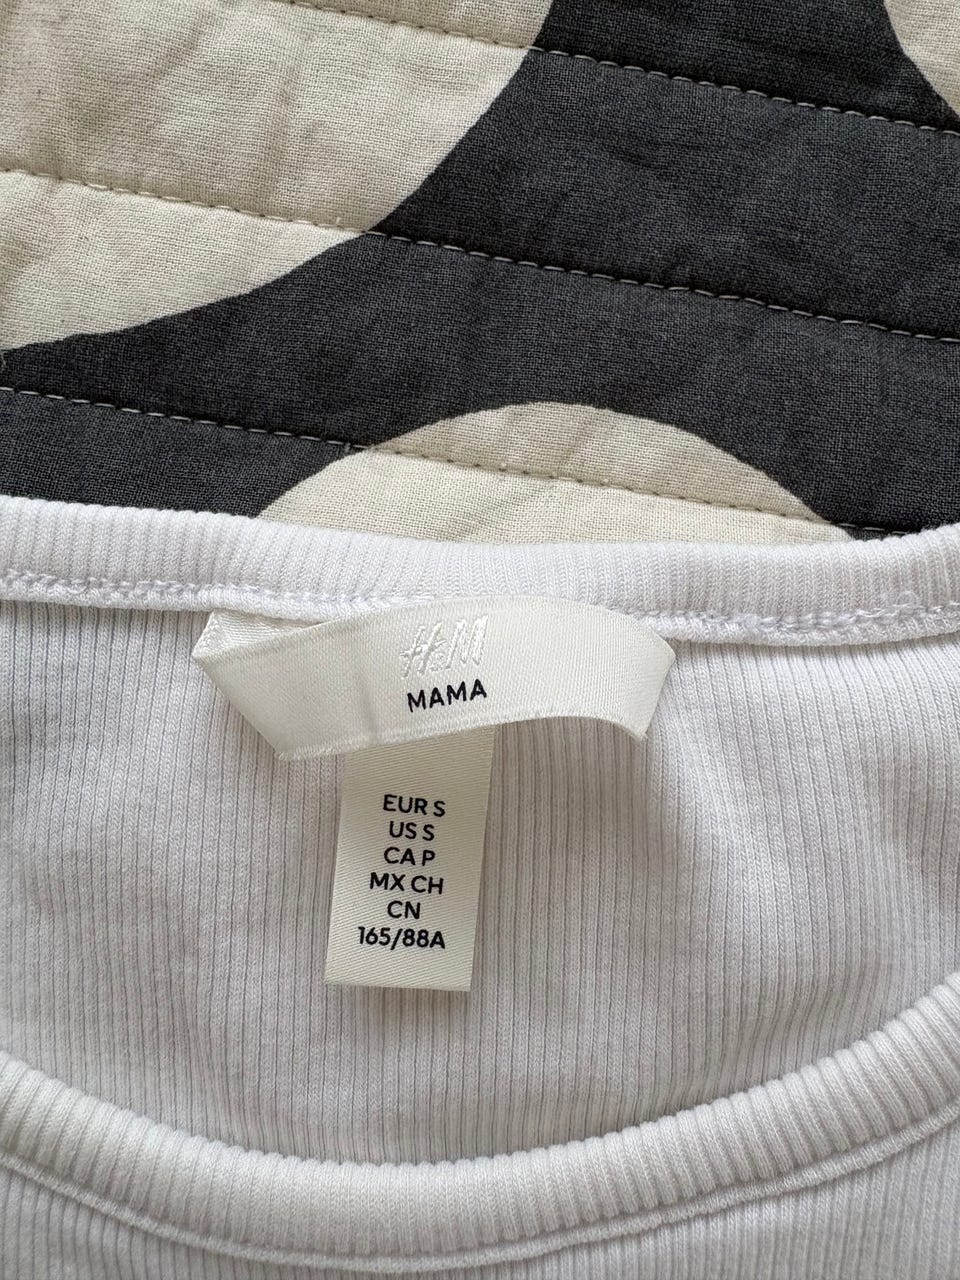 H&M
MAMA
EUR S
US S
CA P
MX CH
CN
165/88A